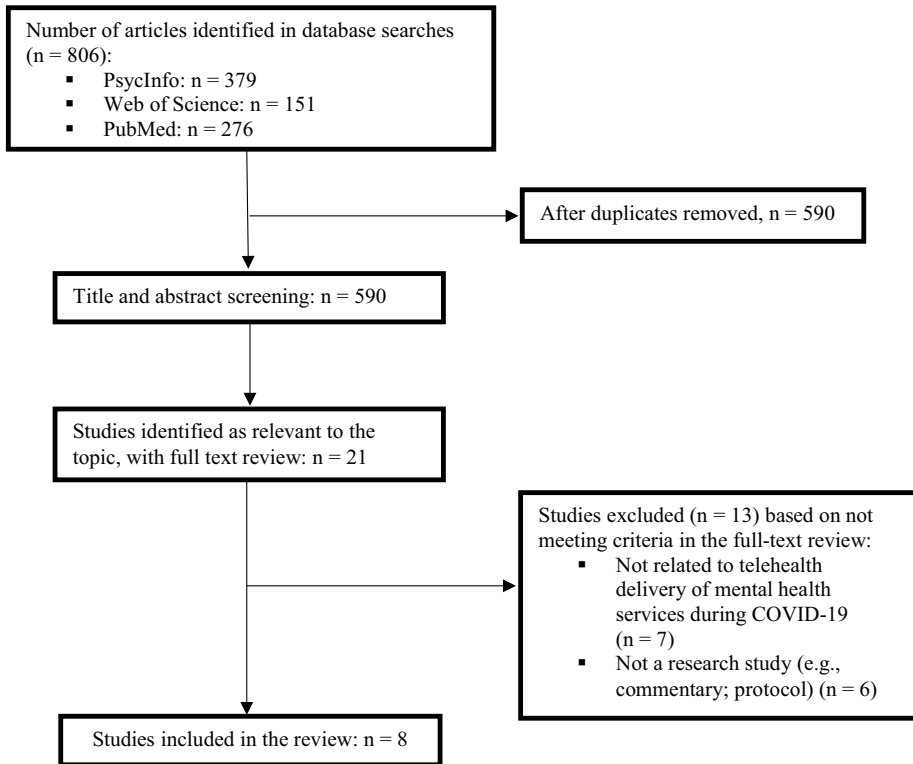 Number of articles identified in database searches
(n = 806):
▪ PsycInfo: n = 379
▪ Web of Science: n = 151
▪ PubMed: n = 276
After duplicates removed, n = 590
Title and abstract screening: n = 590
Studies identified as relevant to the
topic, with full text review: n = 21
Studies excluded (n = 13) based on not
meeting criteria in the full-text review:
▪ Not related to telehealth
delivery of mental health
services during COVID-19
(n = 7)
▪ Not a research study (e.g.,
commentary; protocol) (n = 6)
Studies included in the review: n = 8